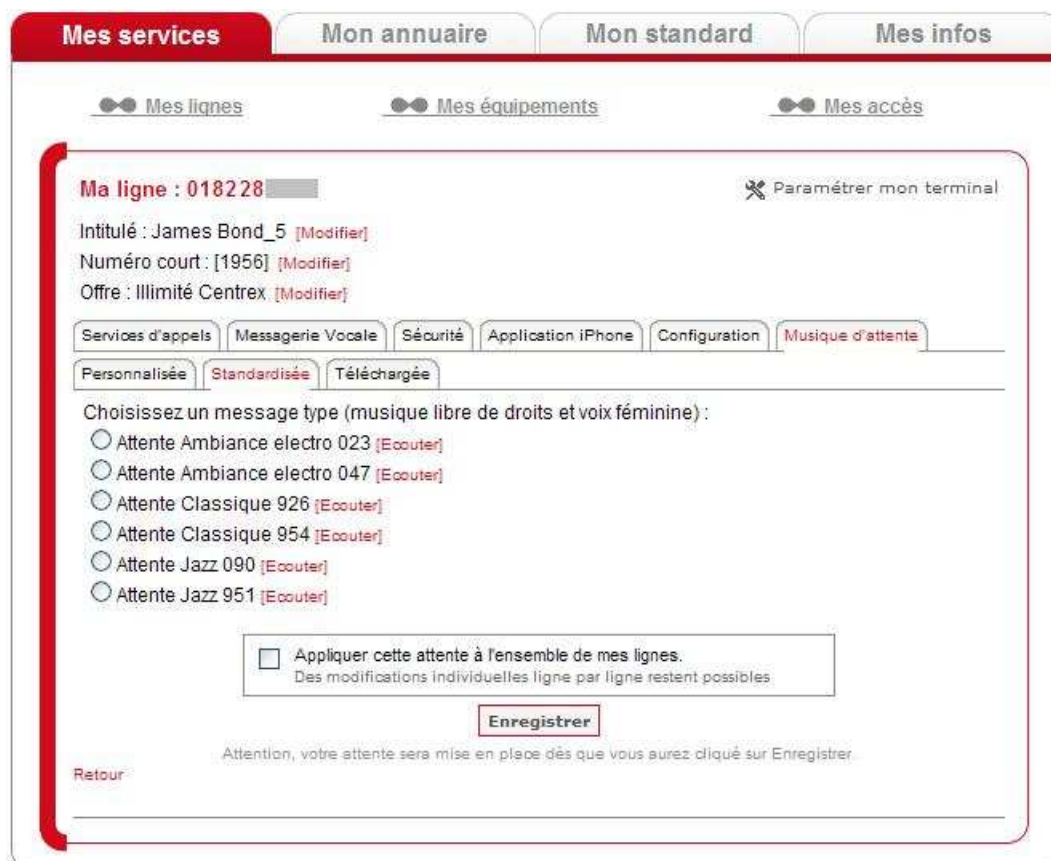 Mes services Mon annuaire Mon standard Mes infos
Mes lignes Mes équipements Mes accès
Ma ligne : 018228 Paramétrer mon terminal
Intitulé : James Bond_5 [Modifier]
Numéro court : [1956] [Modifier]
Offre : Illimité Centrex [Modifier]
Services d'appels Messagerie Vocale Sécurité Application iPhone Configuration Musique d'attente
Personnalisée Standardisée Téléchargée
Choisissez un message type (musique libre de droits et voix féminine) :
Attente Ambiance electro 023 [Ecouter]
Attente Ambiance electro 047 [Ecouter]
Attente Classique 926 [Ecouter]
Attente Classique 954 [Ecouter]
Attente Jazz 090 [Ecouter]
Attente Jazz 951 [Ecouter]
Appliquer cette attente à l'ensemble de mes lignes.
Des modifications individuelles ligne par ligne restent possibles
Enregistrer
Attention, votre attente sera mise en place dès que vous aurez cliqué sur Enregistrer.
Retour